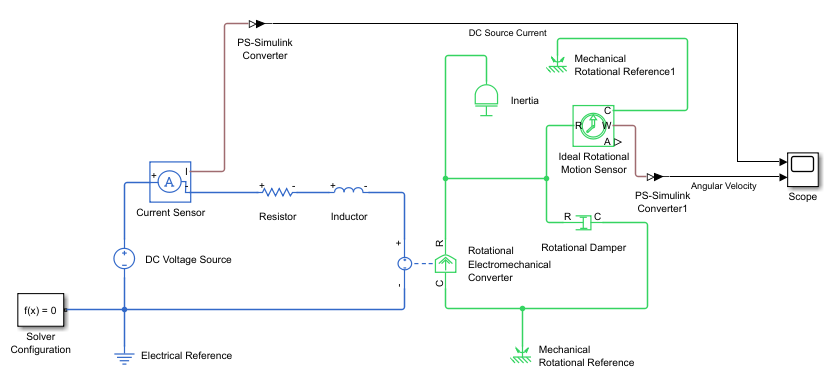 DC Source Current
PS-Simulink
Converter
Mechanical
Rotational Reference1
Inertia
C
R
W
A
Ideal Rotational
Motion Sensor
+
A
I
-
Current Sensor
+
-
Resistor
+
-
Inductor
PS-Simulink
Converter1
Angular Velocity
Scope
R
C
Rotational Damper
+
-
DC Voltage Source
+
-
R
C
Rotational
Electromechanical
Converter
f(x) = 0
Solver
Configuration
Electrical Reference
Mechanical
Rotational Reference